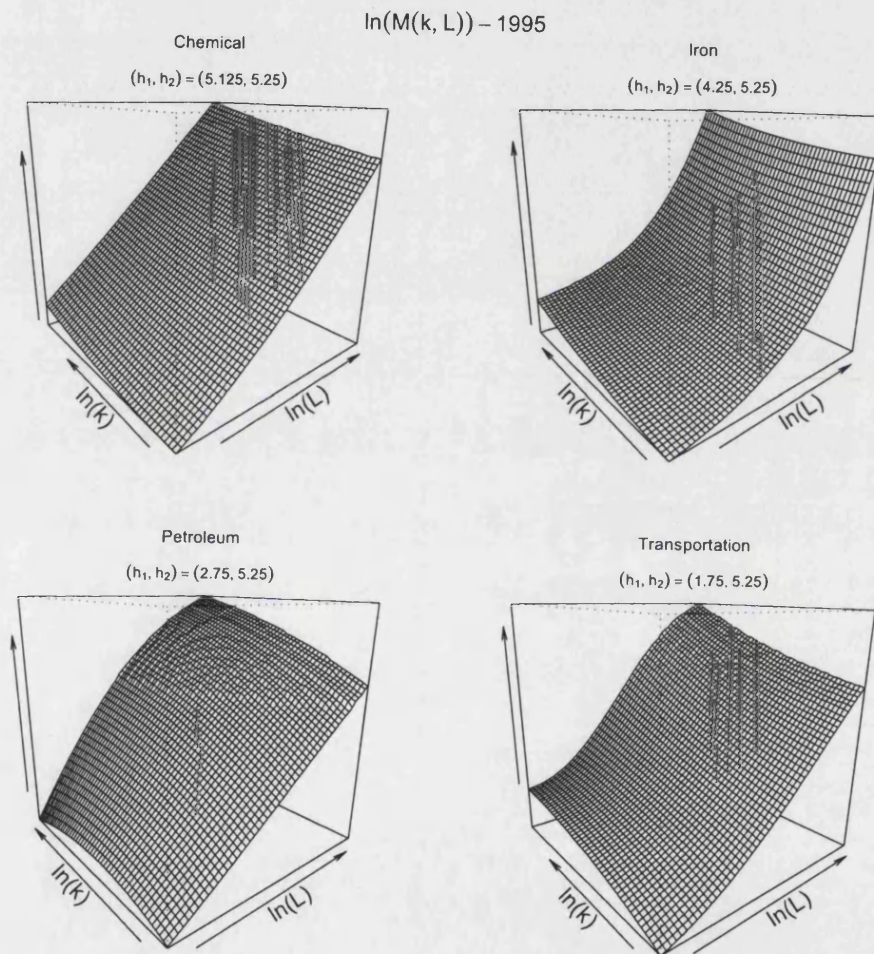 ln(M(k, L)) – 1995
Chemical
(h₁, h₂) = (5.125, 5.25)
ln(k)
ln(L)
Iron
(h₁, h₂) = (4.25, 5.25)
ln(k)
ln(L)
Petroleum
(h₁, h₂) = (2.75, 5.25)
ln(k)
ln(L)
Transportation
(h₁, h₂) = (1.75, 5.25)
ln(k)
ln(L)